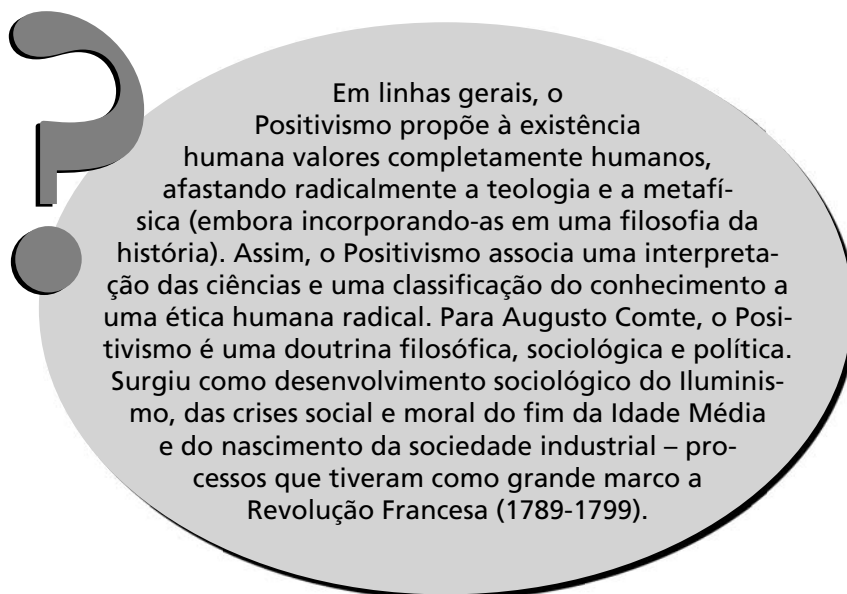 Em linhas gerais, o
Positivismo propõe à existência
humana valores completamente humanos,
afastando radicalmente a teologia e a metafí-
sica (embora incorporando-as em uma filosofia da
história). Assim, o Positivismo associa uma interpreta-
ção das ciências e uma classificação do conhecimento a
uma ética humana radical. Para Augusto Comte, o Posi-
tivismo é uma doutrina filosófica, sociológica e política.
Surgiu como desenvolvimento sociológico do Iluminis-
mo, das crises social e moral do fim da Idade Média
e do nascimento da sociedade industrial – pro-
cessos que tiveram como grande marco a
Revolução Francesa (1789-1799).